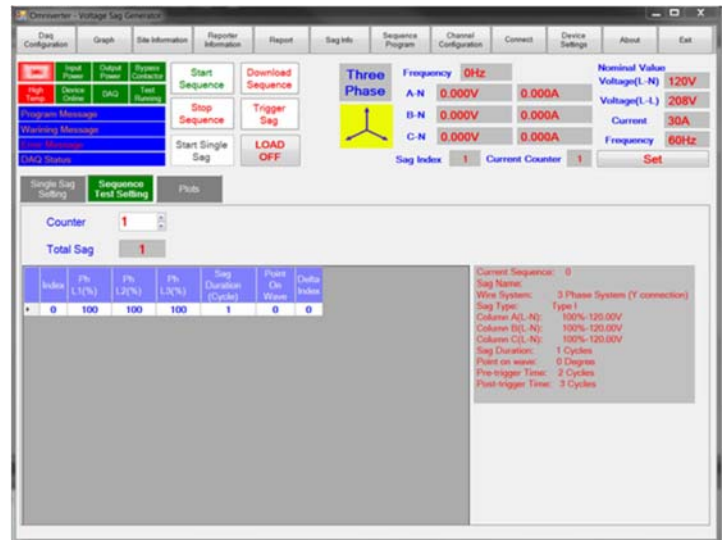 Omniverter - Voltage Sag Generator
Daq Configuration Graph Site Information Reporter Information Report Sag Info Sequence Program Channel Configuration Connect Device Settings About Exit
Input Power Output Power Bypass Contactor
High Temp. Device Online DAQ Test Running
Start Sequence Download Sequence
Stop Sequence Trigger Sag
Start Single Sag LOAD OFF
Program Message
Warining Message
Error Message
DAQ Status
Three Phase
Frequency 0Hz
A-N 0.000V 0.000A
B-N 0.000V 0.000A
C-N 0.000V 0.000A
Sag Index 1 Current Counter 1
Nominal Value
Voltage(L-N) 120V
Voltage(L-L) 208V
Current 30A
Frequency 60Hz
Set
Single Sag Setting Sequence Test Setting Plots
Counter 1
Total Sag 1
Index Ph L1(%) Ph L2(%) Ph L3(%) Sag Duration (Cycle) Point On Wave Delta Index
0 100 100 100 1 0 0
Current Sequence: 0
Sag Name:
Wire System: 3 Phase System (Y connection)
Sag Type: Type I
Column A(L-N): 100%-120.00V
Column B(L-N): 100%-120.00V
Column C(L-N): 100%-120.00V
Sag Duration: 1 Cycles
Point on wave: 0 Degree
Pre-trigger Time: 2 Cycles
Post-trigger Time: 3 Cycles